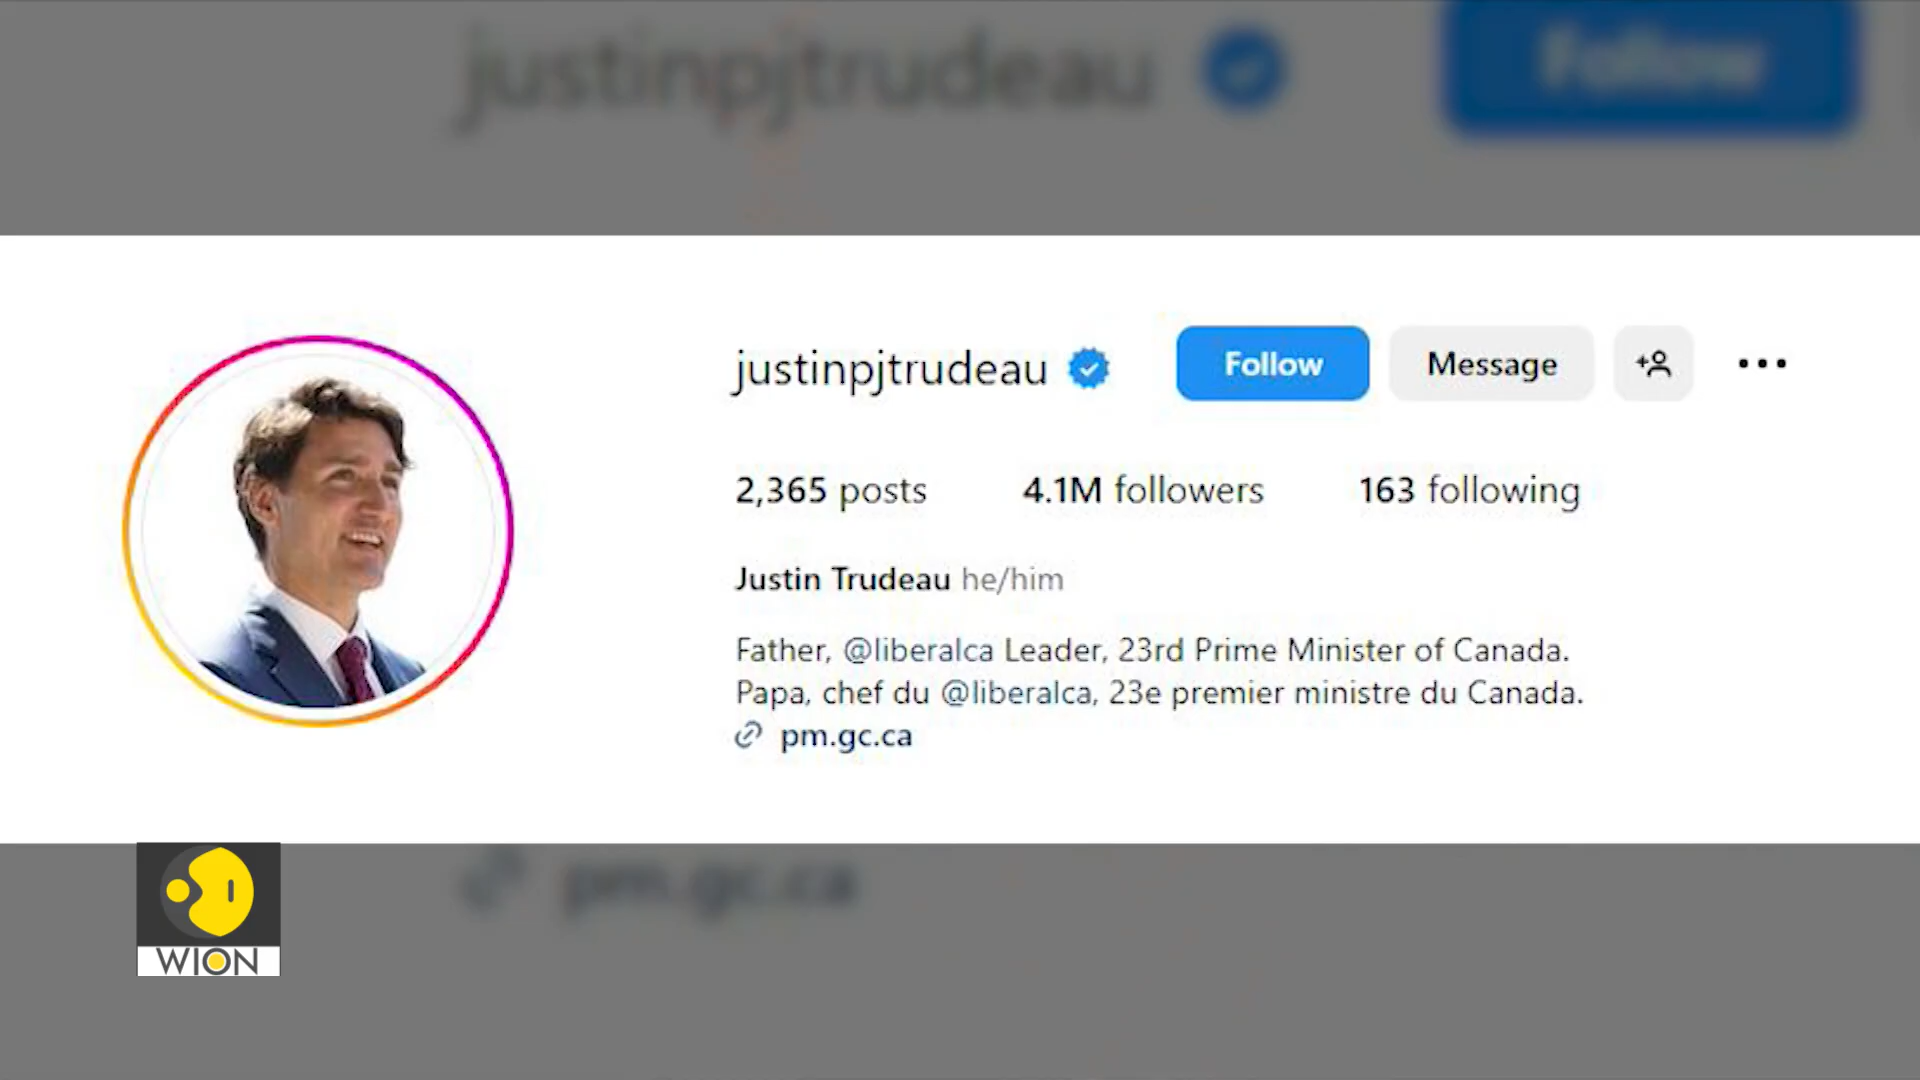 justinpjtrudeau
Follow
justinpjtrudeau Follow Message
2,365 posts 4.1M followers 163 following
Justin Trudeau he/him
Father, @liberalca Leader, 23rd Prime Minister of Canada.
Papa, chef du @liberalca, 23e premier ministre du Canada.
pm.gc.ca
pm.gc.ca
WION